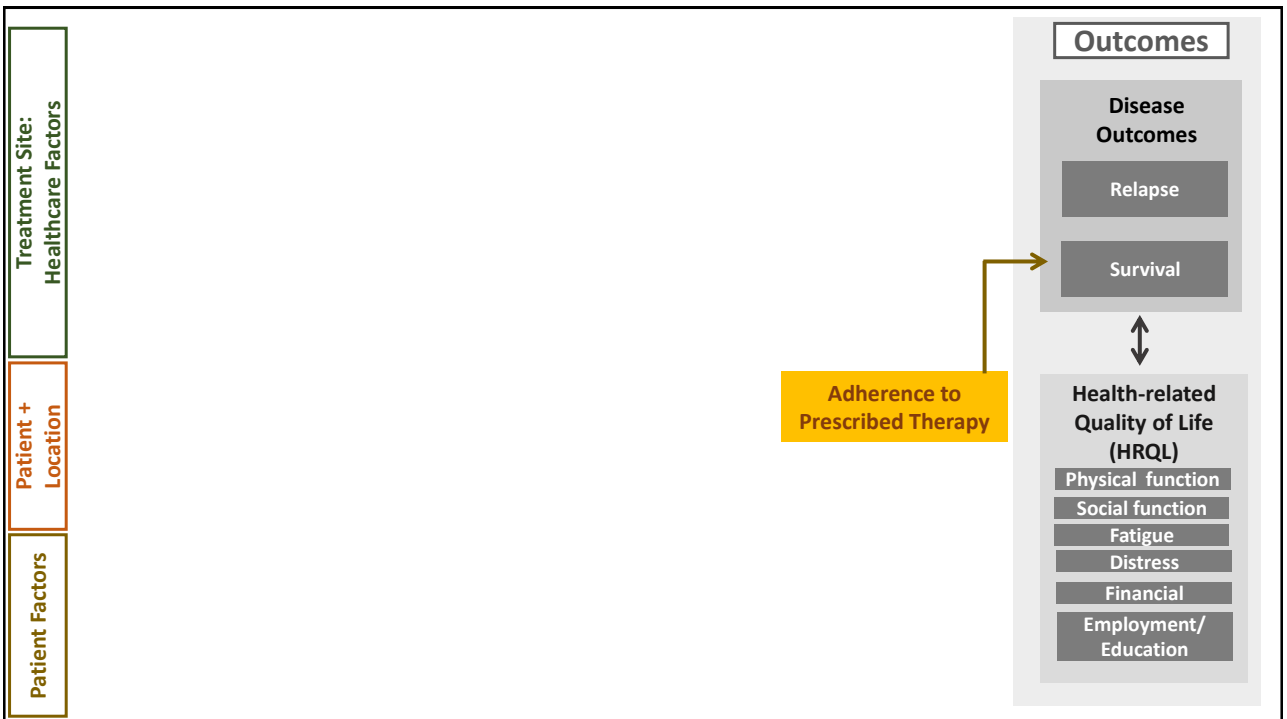 Treatment Site:
Healthcare Factors
Patient +
Location
Patient Factors
Adherence to
Prescribed Therapy
Outcomes
Disease
Outcomes
Relapse
Survival
Health-related
Quality of Life
(HRQL)
Physical function
Social function
Fatigue
Distress
Financial
Employment/
Education